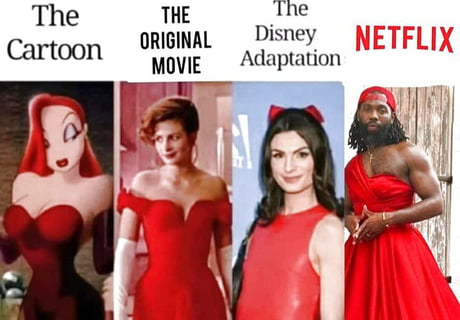 The
Cartoon
THE
ORIGINAL
MOVIE
The
Disney
Adaptation
NETFLIX